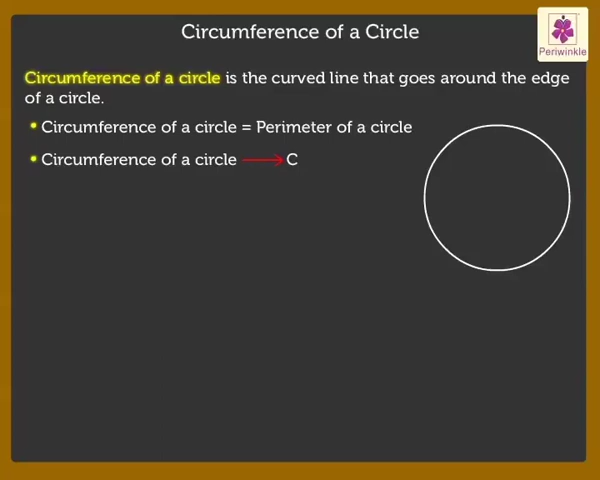 Circumference of a Circle
Periwinkle
Circumference of a circle is the curved line that goes around the edge
of a circle.
• Circumference of a circle = Perimeter of a circle
• Circumference of a circle ⟶ C